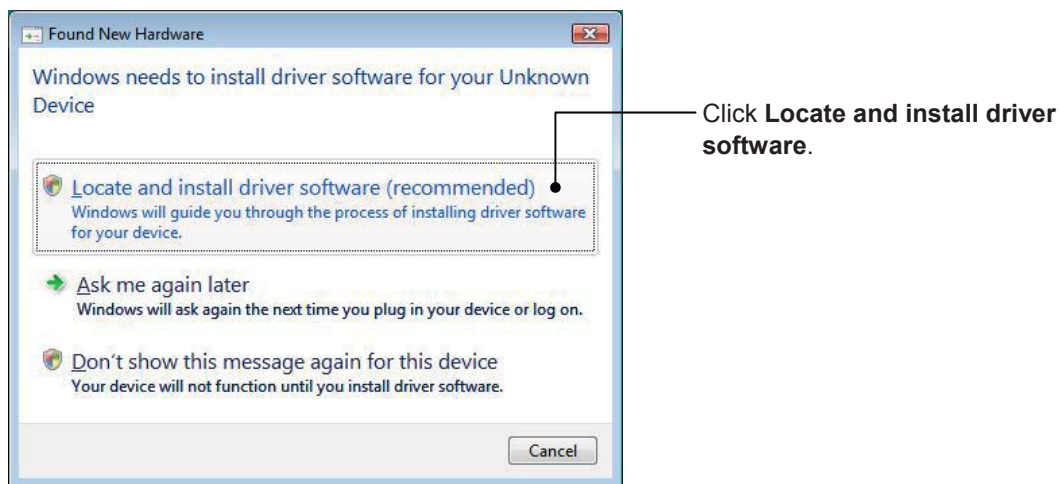 Found New Hardware
Windows needs to install driver software for your Unknown
Device
Locate and install driver software (recommended)
Windows will guide you through the process of installing driver software
for your device.
Ask me again later
Windows will ask again the next time you plug in your device or log on.
Don't show this message again for this device
Your device will not function until you install driver software.
Cancel
Click Locate and install driver
software.